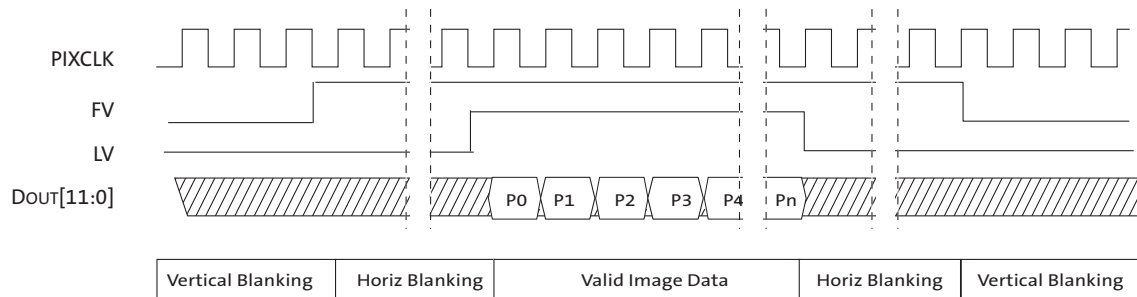 PIXCLK
FV
LV
DOUT[11:0]
P0 P1 P2 P3 P4 Pn
Vertical Blanking Horiz Blanking Valid Image Data Horiz Blanking Vertical Blanking